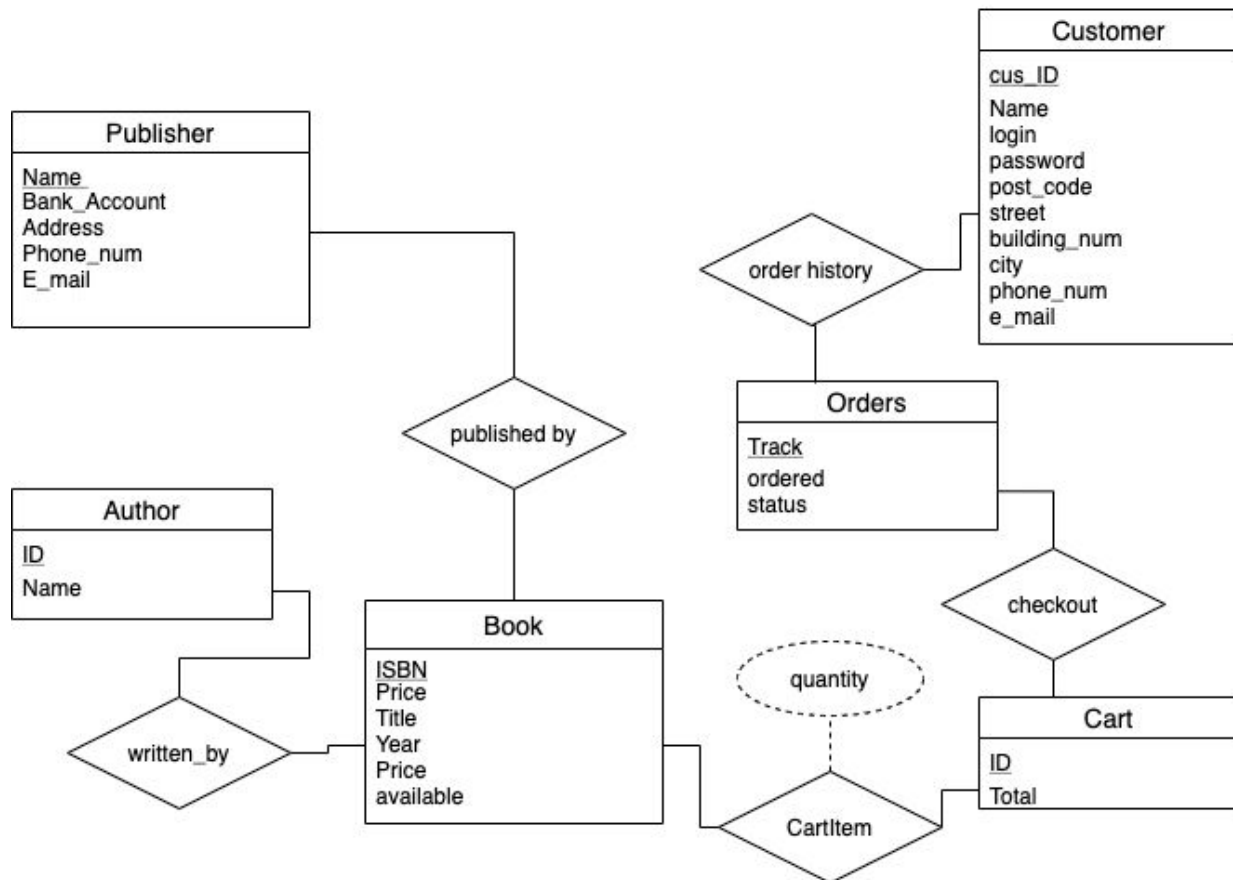 Customer
cus_ID
Name
login
password
post_code
street
building_num
city
phone_num
e_mail
Publisher
Name
Bank_Account
Address
Phone_num
E_mail
order history
published by
Orders
Track
ordered
status
Author
ID
Name
checkout
Book
ISBN
Price
Title
Year
Price
available
written_by
quantity
CartItem
Cart
ID
Total